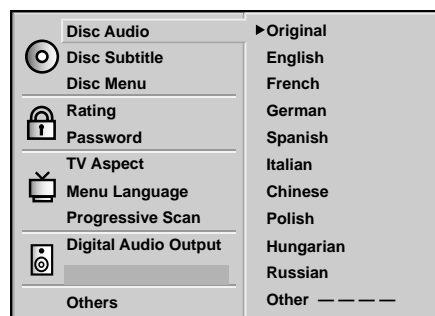 Disc Audio
Disc Subtitle
Disc Menu
Rating
Password
TV Aspect
Menu Language
Progressive Scan
Digital Audio Output
Others
Original
English
French
German
Spanish
Italian
Chinese
Polish
Hungarian
Russian
Other — — — —